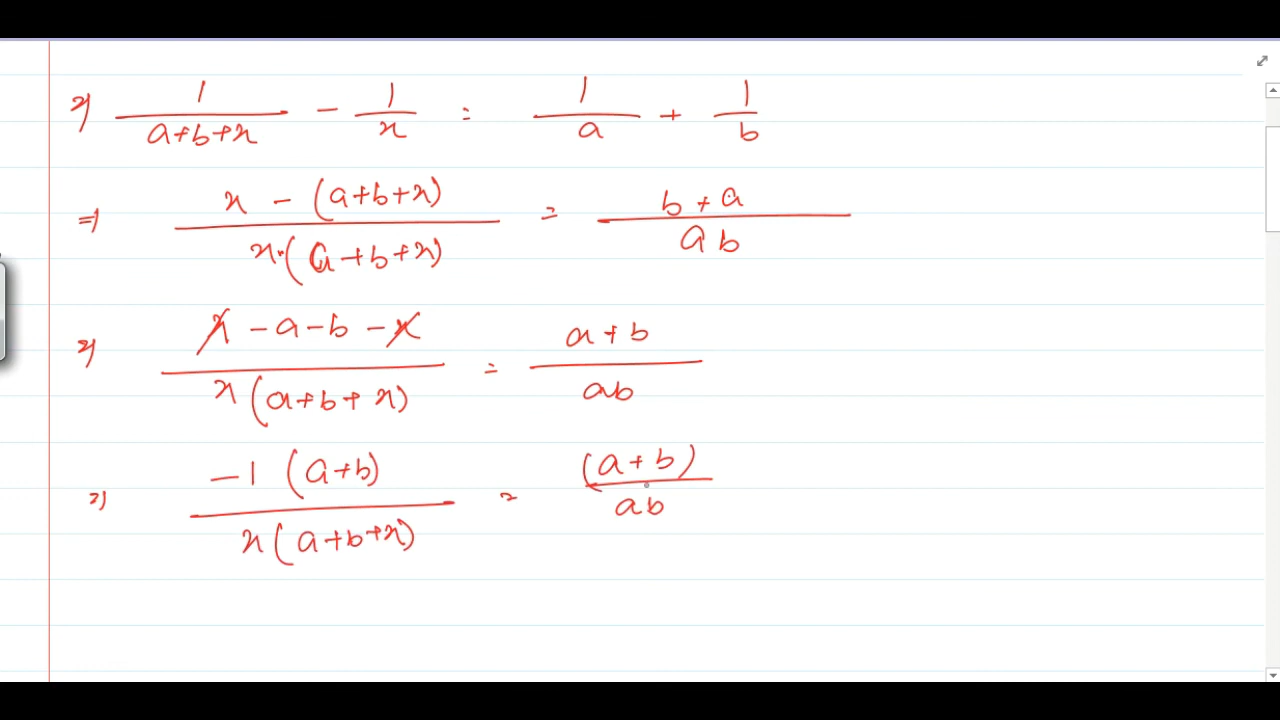 ⇒ 1/(a+b+x) - 1/x = 1/a + 1/b
⇒ (x - (a+b+x))/(x·(a+b+x)) = (b+a)/(ab)
⇒ (x - a - b - x)/(x(a+b+x)) = (a+b)/(ab)
⇒ (-1(a+b))/(x(a+b+x)) = (a+b)/(ab)